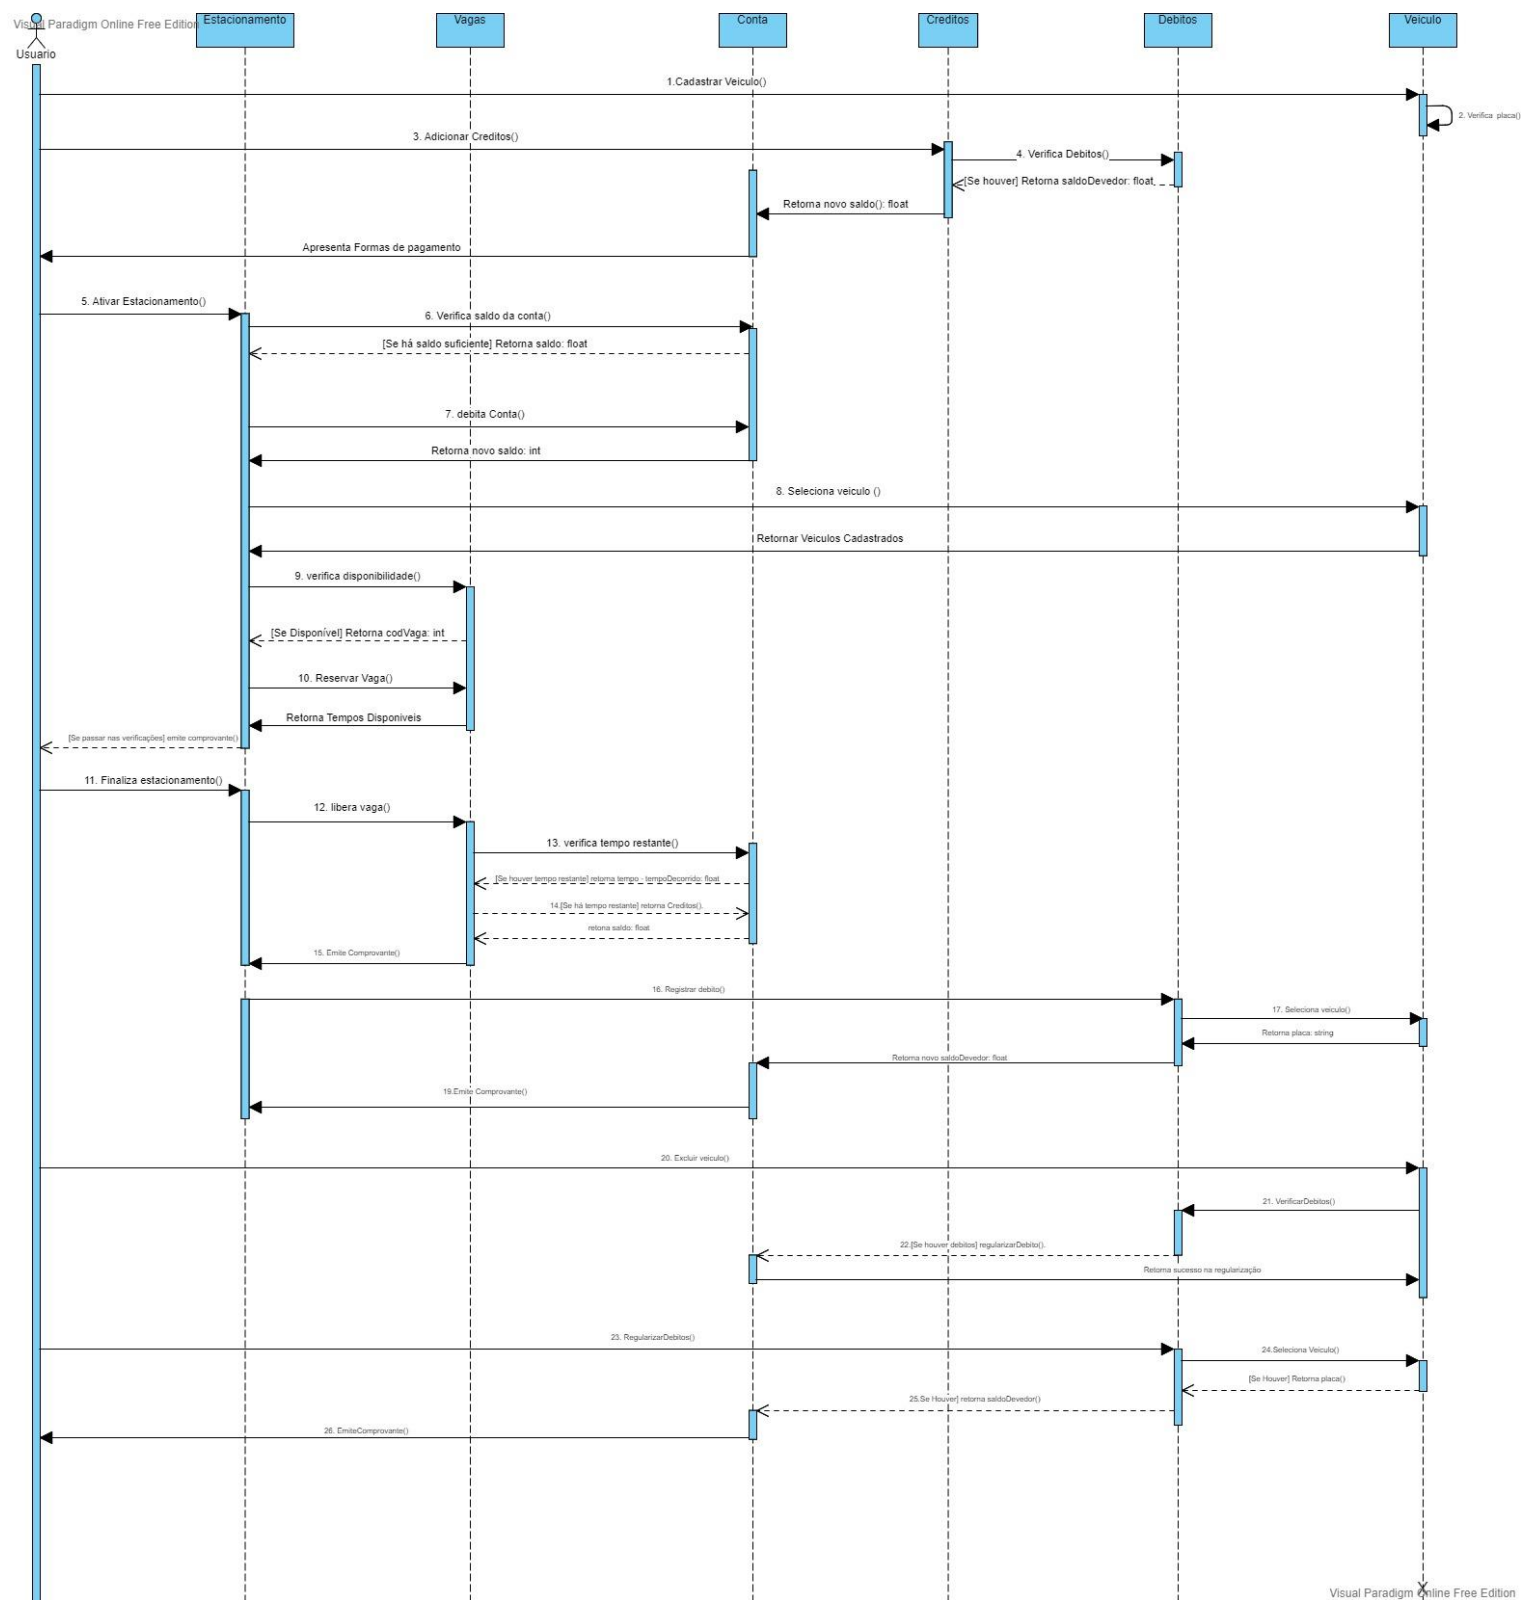 Visual Paradigm Online Free Edition
Usuario
Estacionamento
Vagas
Conta
Creditos
Debitos
Veiculo
1.Cadastrar Veiculo()
2. Verifica placa()
3. Adicionar Creditos()
4. Verifica Debitos()
[Se houver] Retorna saldoDevedor: float
Retorna novo saldo(): float
Apresenta Formas de pagamento
5. Ativar Estacionamento()
6. Verifica saldo da conta()
[Se há saldo suficiente] Retorna saldo: float
7. debita Conta()
Retorna novo saldo: int
8. Seleciona veiculo ()
Retornar Veiculos Cadastrados
9. verifica disponibilidade()
[Se Disponível] Retorna codVaga: int
10. Reservar Vaga()
Retorna Tempos Disponiveis
[Se passar nas verificações] emite comprovante()
11. Finaliza estacionamento()
12. libera vaga()
13. verifica tempo restante()
[Se houver tempo restante] retorna tempo - tempoDecorrido: float
14.[Se há tempo restante] retorna Creditos().
retona saldo: float
15. Emite Comprovante()
16. Registrar debito()
17. Seleciona veiculo()
Retorna placa: string
Retorna novo saldoDevedor: float
19.Emite Comprovante()
20. Excluir veiculo()
21. VerificarDebitos()
22.[Se houver debitos] regularizarDebito().
Retorna sucesso na regularização
23. RegularizarDebitos()
24.Seleciona Veiculo()
[Se Houver] Retorna placa()
25.Se Houver] retorna saldoDevedor()
26. EmiteComprovante()
Visual Paradigm Online Free Edition